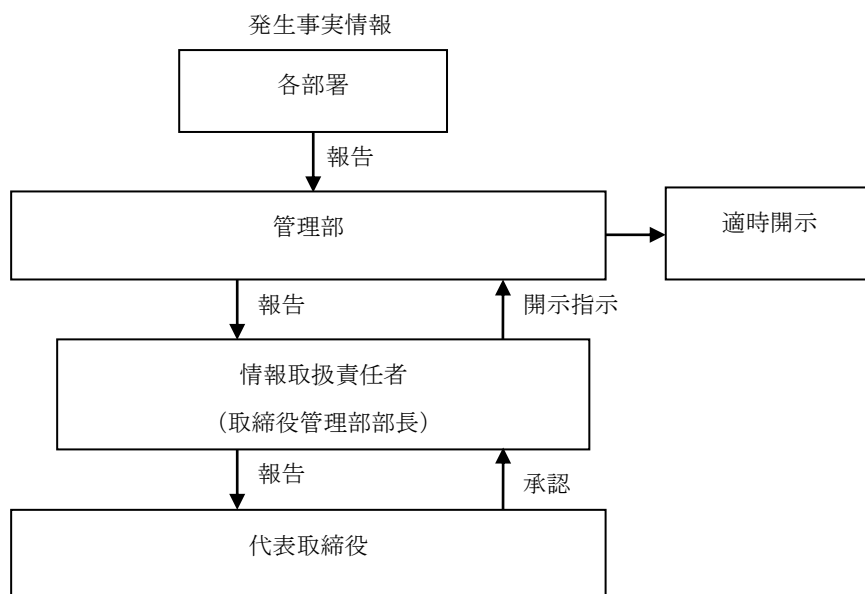 発生事実情報
各部署
報告
管理部
適時開示
報告
開示指示
情報取扱責任者
(取締役管理部部長)
報告
承認
代表取締役